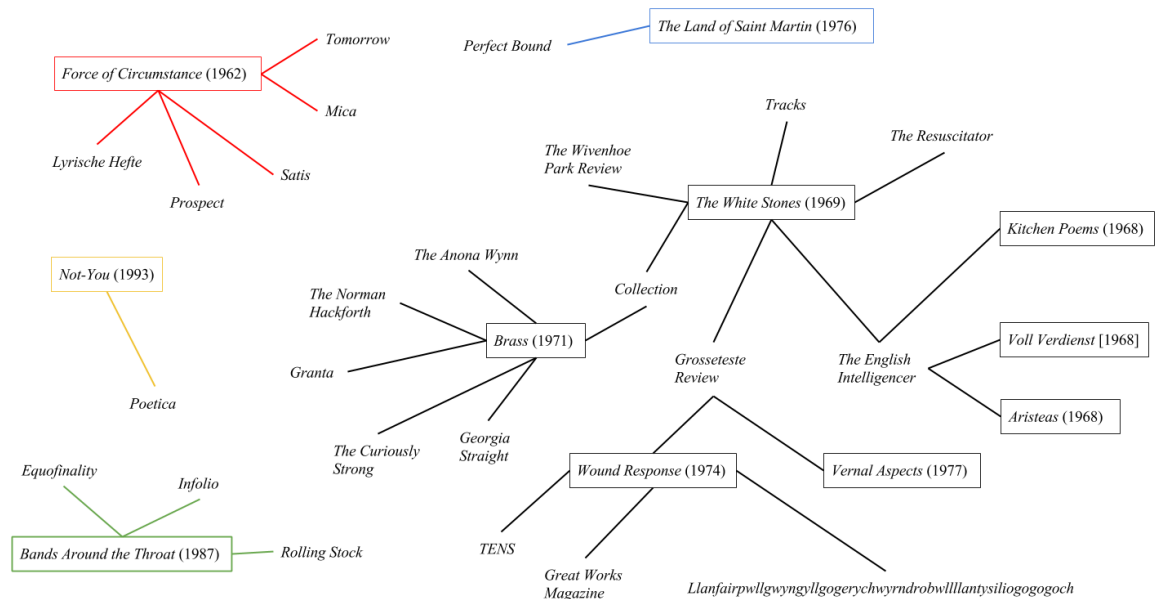 Tomorrow
Force of Circumstance (1962)
Mica
Lyrische Hefte
Satis
Prospect
Perfect Bound
The Land of Saint Martin (1976)
Tracks
The Resuscitator
The Wivenhoe
Park Review
The White Stones (1969)
Kitchen Poems (1968)
Not-You (1993)
Poetica
The Anona Wynn
The Norman
Hackforth
Collection
Brass (1971)
Granta
The Curiously
Strong
Georgia
Straight
Grosseteste
Review
The English
Intelligencer
Voll Verdienst [1968]
Aristeas (1968)
Wound Response (1974)
Vernal Aspects (1977)
TENS
Great Works
Magazine
Llanfairpwllgwyngyllgogerychwyrndrobwllllantysiliogogogoch
Equofinality
Infolio
Bands Around the Throat (1987)
Rolling Stock